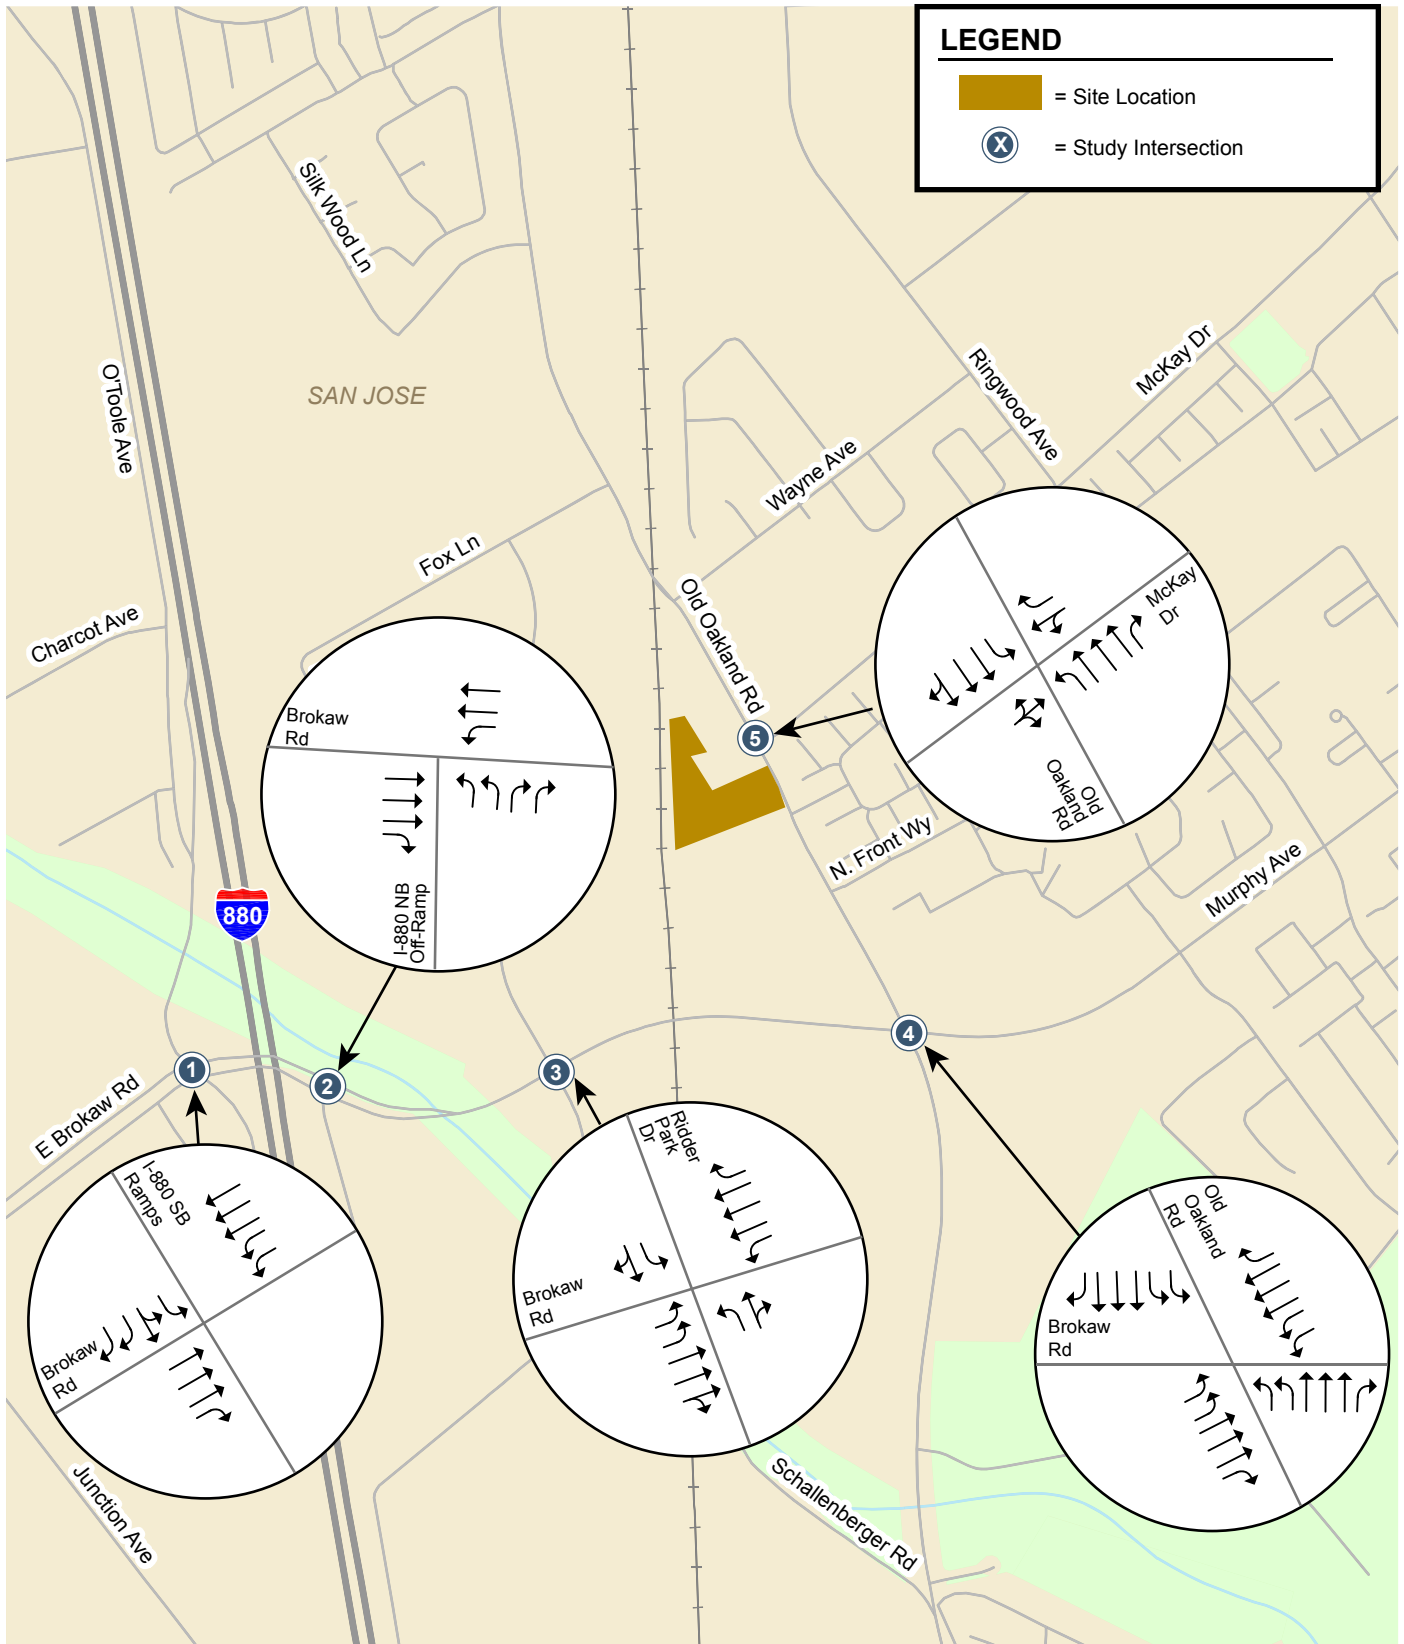 LEGEND
= Site Location
X
= Study Intersection
Silk Wood Ln
O'Toole Ave
SAN JOSE
McKay Dr
Ringwood Ave
Wayne Ave
Fox Ln
Old Oakland Rd
Charcot Ave
McKay
Dr
Old
Oakland
Rd
5
Brokaw
Rd
I-880 NB
Off-Ramp
N. Front Wy
Murphy Ave
880
4
1
2
3
E Brokaw Rd
I-880 SB
Ramps
Brokaw
Rd
Ridder
Park
Dr
Brokaw
Rd
Old
Oakland
Rd
Brokaw
Rd
Junction Ave
Schallenberger Rd